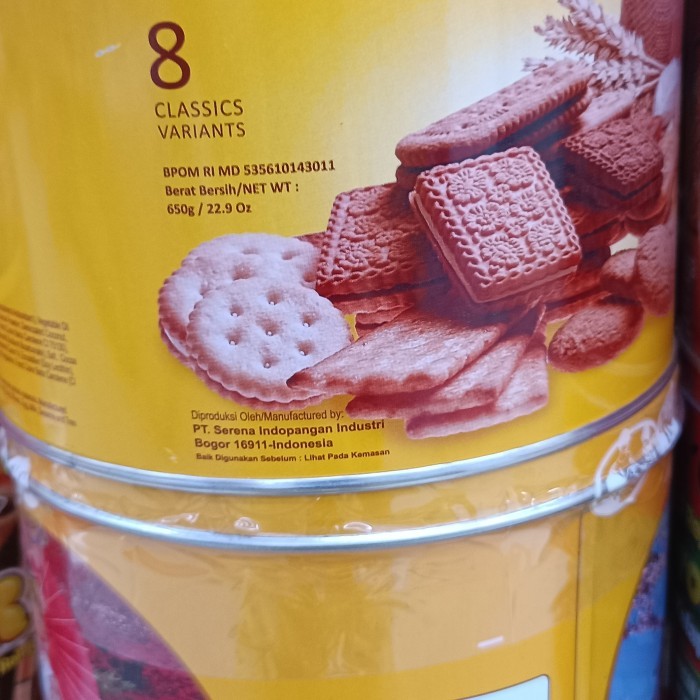 8
CLASSICS
VARIANTS
BPOM RI MD 535610143011
Berat Bersih/NET WT :
650g / 22.9 Oz
Diproduksi Oleh/Manufactured by:
PT. Serena Indopangan Industri
Bogor 16911-Indonesia
Baik Digunakan Sebelum : Lihat Pada Kemasan